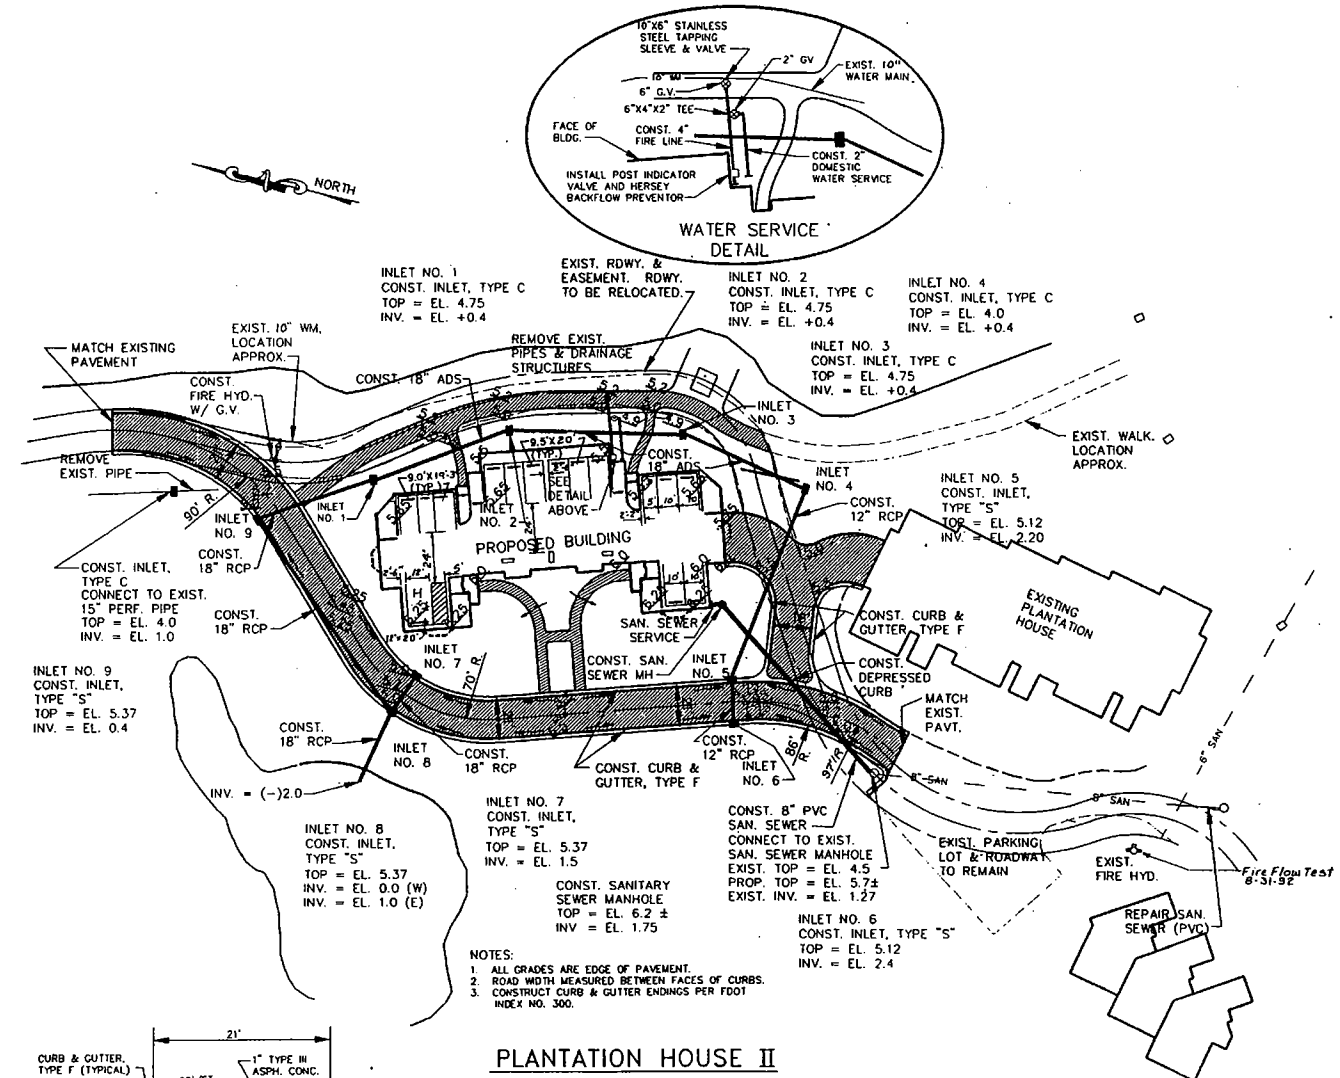 10"X6" STAINLESS
STEEL TAPPING
SLEEVE & VALVE
2" GV
EXIST. 10"
WATER MAIN.
6" G.V.
6"X4"X2" TEE
FACE OF
BLDG.
CONST. 4"
FIRE LINE
CONST. 2"
DOMESTIC
WATER SERVICE
INSTALL POST INDICATOR
VALVE AND HERSEY
BACKFLOW PREVENTOR
WATER SERVICE
DETAIL
NORTH
INLET NO. 1
CONST. INLET, TYPE C
TOP = EL. 4.75
INV. = EL. +0.4
EXIST. RDWY. &
EASEMENT. RDWY.
TO BE RELOCATED.
INLET NO. 2
CONST. INLET, TYPE C
TOP = EL. 4.75
INV. = EL. +0.4
INLET NO. 4
CONST. INLET, TYPE C
TOP = EL. 4.0
INV. = EL. +0.4
INLET NO. 3
CONST. INLET, TYPE C
TOP = EL. 4.75
INV. = EL. +0.4
MATCH EXISTING
PAVEMENT
EXIST. 10" WM,
LOCATION
APPROX.
REMOVE EXIST.
PIPES & DRAINAGE
STRUCTURES
CONST.
FIRE HYD.
W/ G.V.
CONST. 18" ADS
INLET
NO. 3
EXIST. WALK.
LOCATION
APPROX.
REMOVE
EXIST. PIPE
90' R.
INLET
NO. 9
INLET
NO. 1
9.0'X19.3'
(TYP.)
9.5'X20'
(TYP.)
SEE
DETAIL
ABOVE
INLET
NO. 2
24'
CONST.
18" ADS
INLET
NO. 4
CONST.
12" RCP
INLET NO. 5
CONST. INLET,
TYPE "S"
TOP = EL. 5.12
INV. = EL. 2.20
PROPOSED BUILDING
CONST.
18" RCP
CONST. INLET,
TYPE C
CONNECT TO EXIST.
15" PERF. PIPE
TOP = EL. 4.0
INV. = EL. 1.0
CONST.
18" RCP
24'
H
12'x20'
INLET
NO. 7
70' R.
SAN. SEWER
SERVICE
CONST. SAN.
SEWER MH
INLET
NO. 5
CONST. CURB &
GUTTER, TYPE F
EXISTING
PLANTATION
HOUSE
CONST.
DEPRESSED
CURB
MATCH
EXIST.
PAVT.
INLET NO. 9
CONST. INLET,
TYPE "S"
TOP = EL. 5.37
INV. = EL. 0.4
CONST.
18" RCP
INLET
NO. 8
CONST.
18" RCP
CONST. CURB &
GUTTER, TYPE F
CONST.
12" RCP
INLET
NO. 6
86'
R.
97'R.
8" SAN
8" SAN
6" SAN
INV. = (-)2.0
INLET NO. 7
CONST. INLET,
TYPE "S"
TOP = EL. 5.37
INV. = EL. 1.5
INLET NO. 8
CONST. INLET,
TYPE "S"
TOP = EL. 5.37
INV. = EL. 0.0 (W)
INV. = EL. 1.0 (E)
CONST. 8" PVC
SAN. SEWER
CONNECT TO EXIST.
SAN. SEWER MANHOLE
EXIST. TOP = EL. 4.5
PROP. TOP = EL. 5.7±
EXIST. INV. = EL. 1.27
EXIST. PARKING
LOT & ROADWAY
TO REMAIN
EXIST.
FIRE HYD.
Fire Flow Test
8-31-92
CONST. SANITARY
SEWER MANHOLE
TOP = EL. 6.2 ±
INV = EL. 1.75
INLET NO. 6
CONST. INLET, TYPE "S"
TOP = EL. 5.12
INV. = EL. 2.4
REPAIR SAN.
SEWER (PVC)
NOTES:
1. ALL GRADES ARE EDGE OF PAVEMENT.
2. ROAD WIDTH MEASURED BETWEEN FACES OF CURBS.
3. CONSTRUCT CURB & GUTTER ENDINGS PER FDOT
INDEX NO. 300.
21'
CURB & GUTTER,
TYPE F (TYPICAL)
1" TYPE III
ASPH. CONC.
PLANTATION HOUSE II